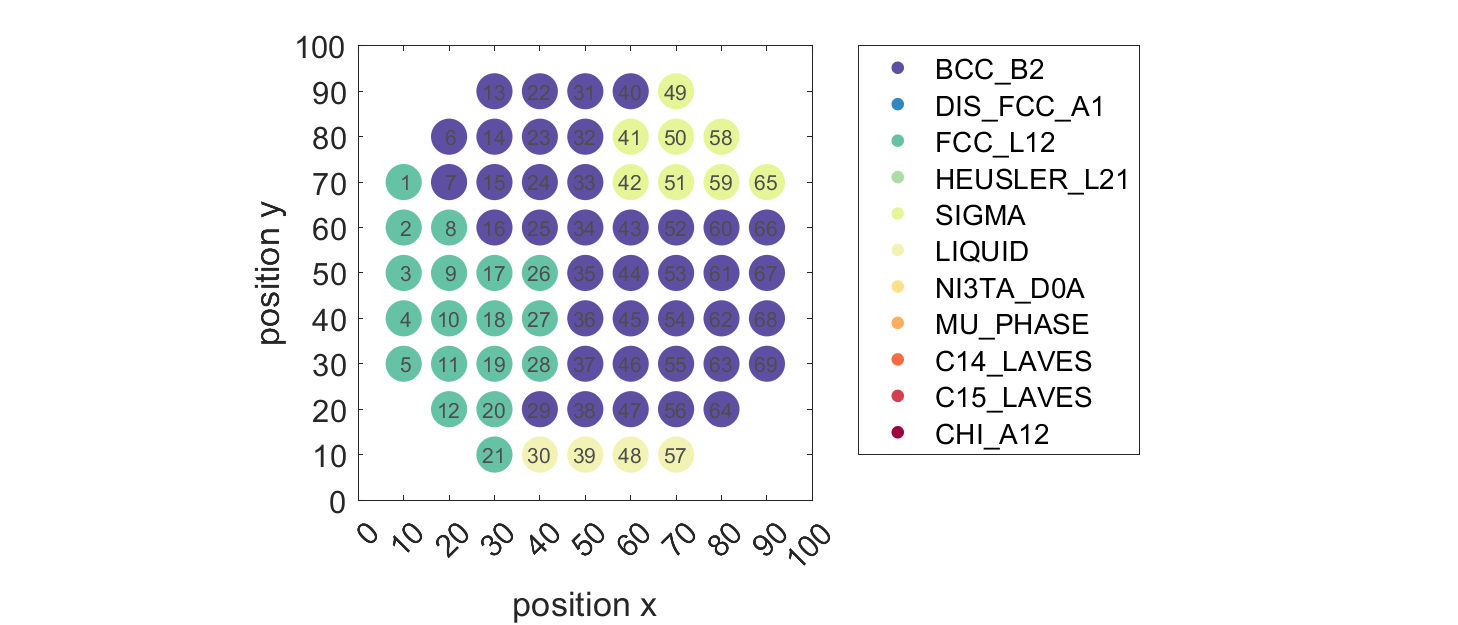 100
90
80
70
60
50
40
30
20
10
0
position y
13 22 31 40 49
6 14 23 32 41 50 58
1 7 15 24 33 42 51 59 65
2 8 16 25 34 43 52 60 66
3 9 17 26 35 44 53 61 67
4 10 18 27 36 45 54 62 68
5 11 19 28 37 46 55 63 69
12 20 29 38 47 56 64
21 30 39 48 57
0 10 20 30 40 50 60 70 80 90 100
position x
BCC_B2
DIS_FCC_A1
FCC_L12
HEUSLER_L21
SIGMA
LIQUID
NI3TA_D0A
MU_PHASE
C14_LAVES
C15_LAVES
CHI_A12